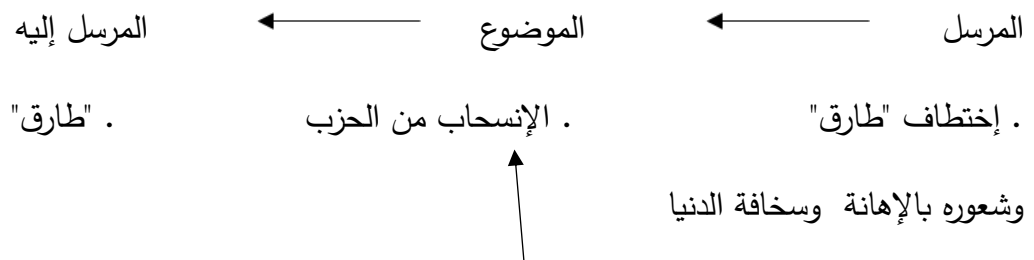 المرسل الموضوع المرسل إليه
. إختطاف "طارق" . الإنسحاب من الحزب . "طارق"
وشعوره بالإهانة وسخافة الدنيا